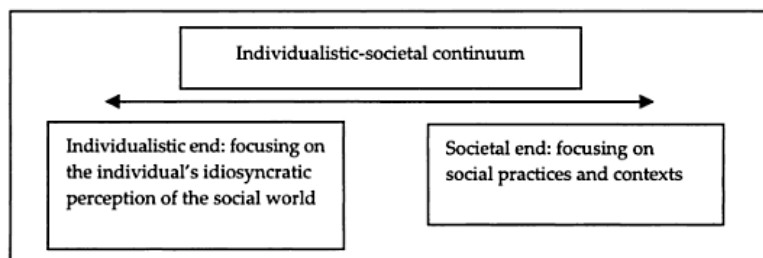 Individualistic-societal continuum
Individualistic end: focusing on
the individual's idiosyncratic
perception of the social world
Societal end: focusing on
social practices and contexts